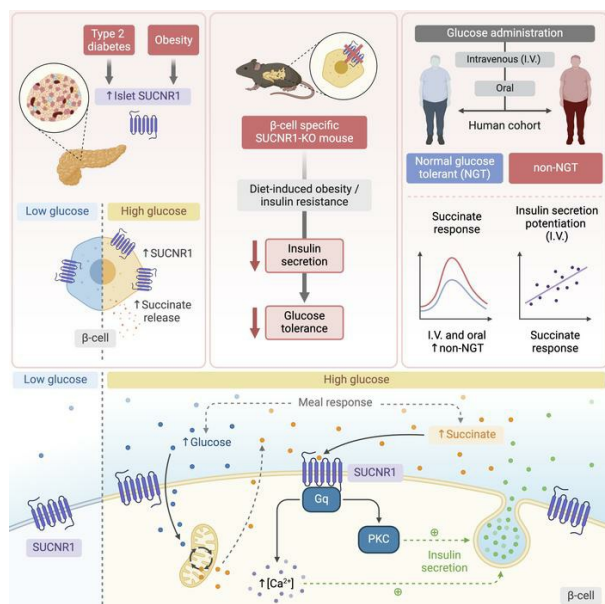 Type 2
diabetes
Obesity
↑Islet SUCNR1
Low glucose
High glucose
↑SUCNR1
↑Succinate
release
β-cell
β-cell specific
SUCNR1-KO mouse
Diet-induced obesity /
insulin resistance
Insulin
secretion
Glucose
tolerance
Glucose administration
Intravenous (I.V.)
Oral
Human cohort
Normal glucose
tolerant (NGT)
non-NGT
Succinate
response
I.V. and oral
↑non-NGT
Insulin secretion
potentiation
(I.V.)
Succinate
response
Low glucose
High glucose
Meal response
↑Glucose
↑Succinate
SUCNR1
SUCNR1
Gq
PKC
Insulin
secretion
↑[Ca²⁺]
β-cell